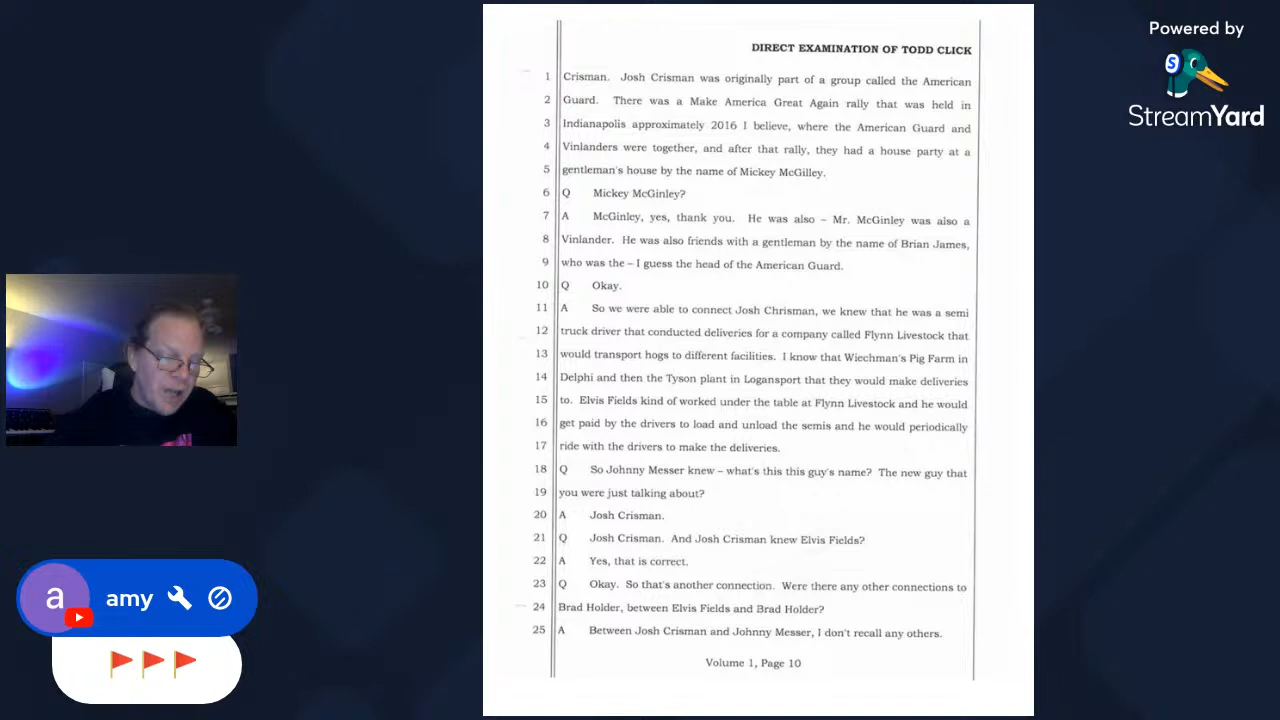 Powered by
S
StreamYard
DIRECT EXAMINATION OF TODD CLICK
1 Crisman. Josh Crisman was originally part of a group called the American
2 Guard. There was a Make America Great Again rally that was held in
3 Indianapolis approximately 2016 I believe, where the American Guard and
4 Vinlanders were together, and after that rally, they had a house party at a
5 gentleman's house by the name of Mickey McGilley.
6 Q Mickey McGinley?
7 A McGinley, yes, thank you. He was also – Mr. McGinley was also a
8 Vinlander. He was also friends with a gentleman by the name of Brian James,
9 who was the – I guess the head of the American Guard.
10 Q Okay.
11 A So we were able to connect Josh Chrisman, we knew that he was a semi
12 truck driver that conducted deliveries for a company called Flynn Livestock that
13 would transport hogs to different facilities. I know that Wiechman's Pig Farm in
14 Delphi and then the Tyson plant in Logansport that they would make deliveries
15 to. Elvis Fields kind of worked under the table at Flynn Livestock and he would
16 get paid by the drivers to load and unload the semis and he would periodically
17 ride with the drivers to make the deliveries.
18 Q So Johnny Messer knew – what's this this guy's name? The new guy that
19 you were just talking about?
20 A Josh Crisman.
21 Q Josh Crisman. And Josh Crisman knew Elvis Fields?
22 A Yes, that is correct.
23 Q Okay. So that's another connection. Were there any other connections to
24 Brad Holder, between Elvis Fields and Brad Holder?
25 A Between Josh Crisman and Johnny Messer, I don't recall any others.
Volume 1, Page 10
a
amy